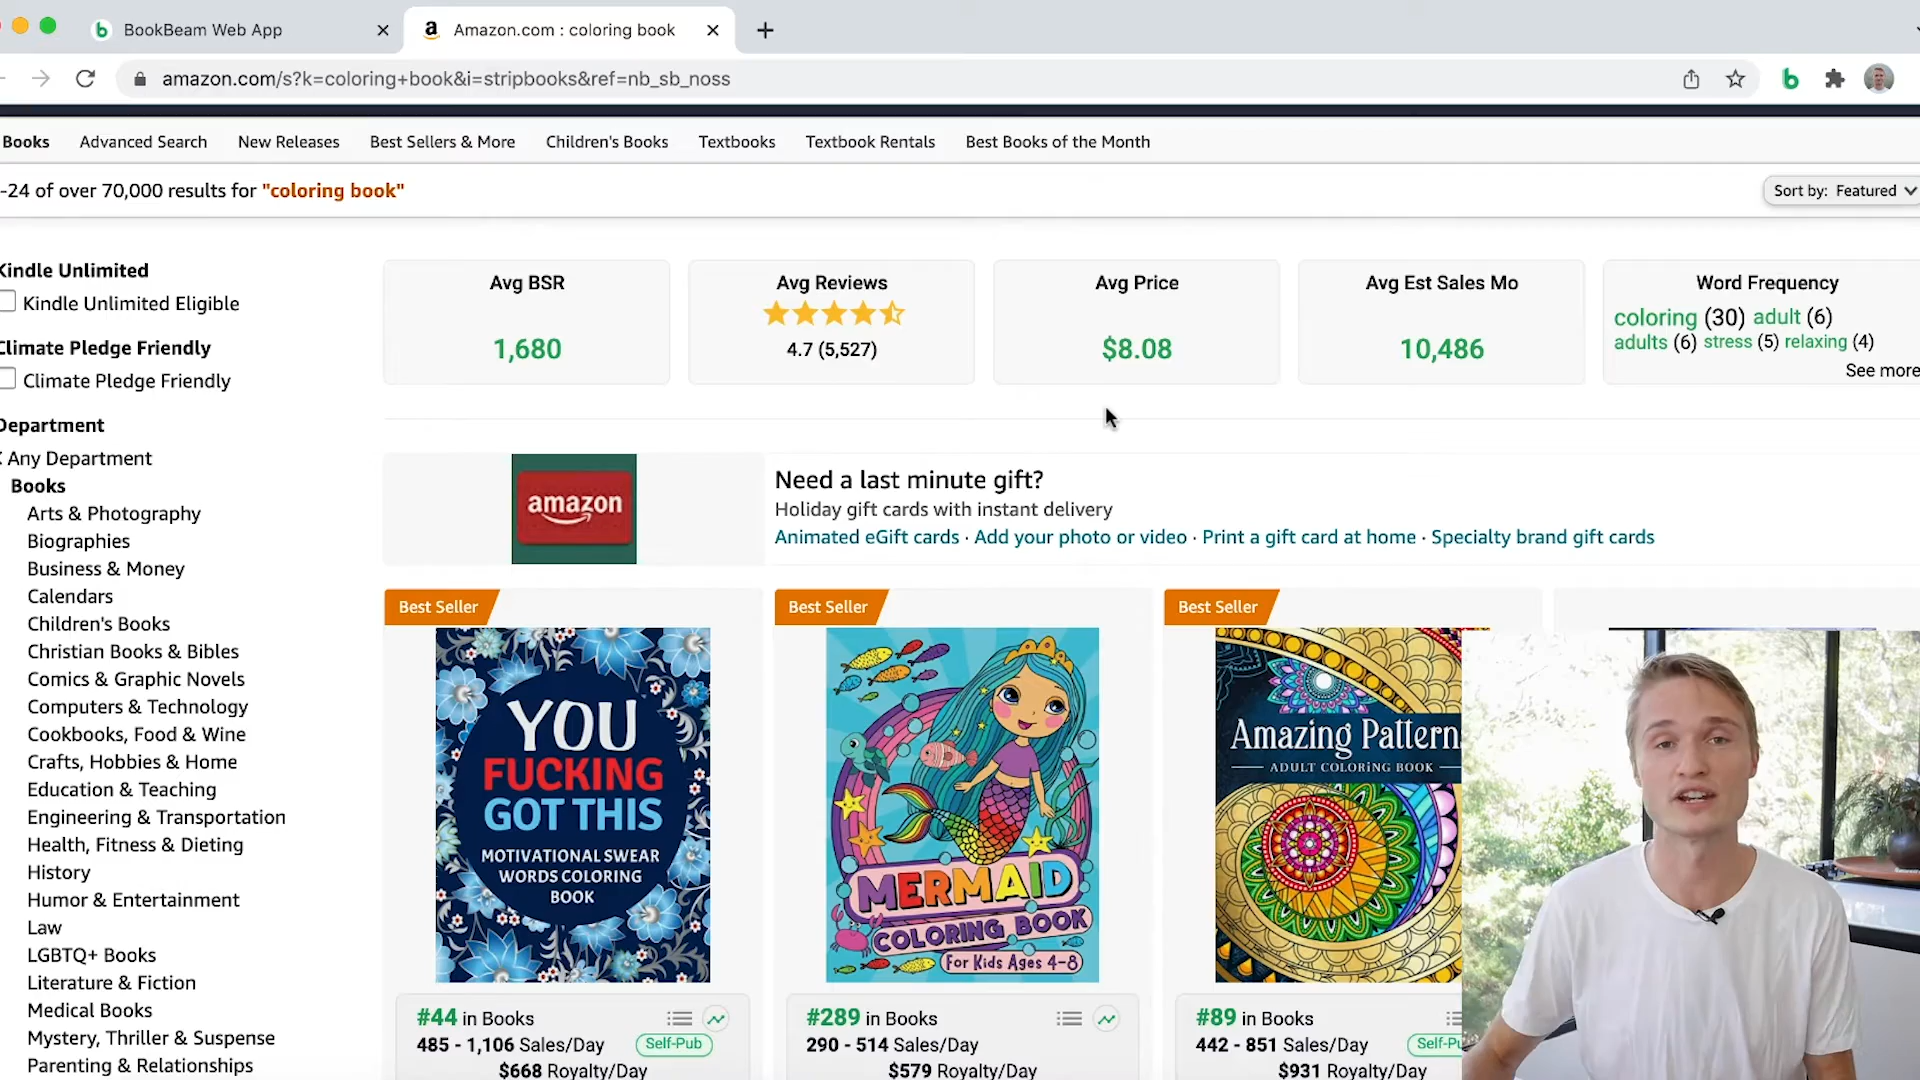 BookBeam Web App
Amazon.com : coloring book
amazon.com/s?k=coloring+book&i=stripbooks&ref=nb_sb_noss
Books Advanced Search New Releases Best Sellers & More Children's Books Textbooks Textbook Rentals Best Books of the Month
-24 of over 70,000 results for "coloring book"
Sort by: Featured
Kindle Unlimited
Kindle Unlimited Eligible
Climate Pledge Friendly
Climate Pledge Friendly
Department
Any Department
Books
Arts & Photography
Biographies
Business & Money
Calendars
Children's Books
Christian Books & Bibles
Comics & Graphic Novels
Computers & Technology
Cookbooks, Food & Wine
Crafts, Hobbies & Home
Education & Teaching
Engineering & Transportation
Health, Fitness & Dieting
History
Humor & Entertainment
Law
LGBTQ+ Books
Literature & Fiction
Medical Books
Mystery, Thriller & Suspense
Parenting & Relationships
Avg BSR
1,680
Avg Reviews
4.7 (5,527)
Avg Price
$8.08
Avg Est Sales Mo
10,486
Word Frequency
coloring (30) adult (6)
adults (6) stress (5) relaxing (4)
See more
amazon
Need a last minute gift?
Holiday gift cards with instant delivery
Animated eGift cards · Add your photo or video · Print a gift card at home · Specialty brand gift cards
Best Seller
YOU
FUCKING
GOT THIS
MOTIVATIONAL SWEAR
WORDS COLORING
BOOK
#44 in Books
485 - 1,106 Sales/Day
Self-Pub
$668 Royalty/Day
Best Seller
MERMAID
COLORING BOOK
For Kids Ages 4-8
#289 in Books
290 - 514 Sales/Day
$579 Royalty/Day
Best Seller
Amazing Pattern
ADULT COLORING BOOK
#89 in Books
442 - 851 Sales/Day
Self-Pu
$931 Royalty/Day